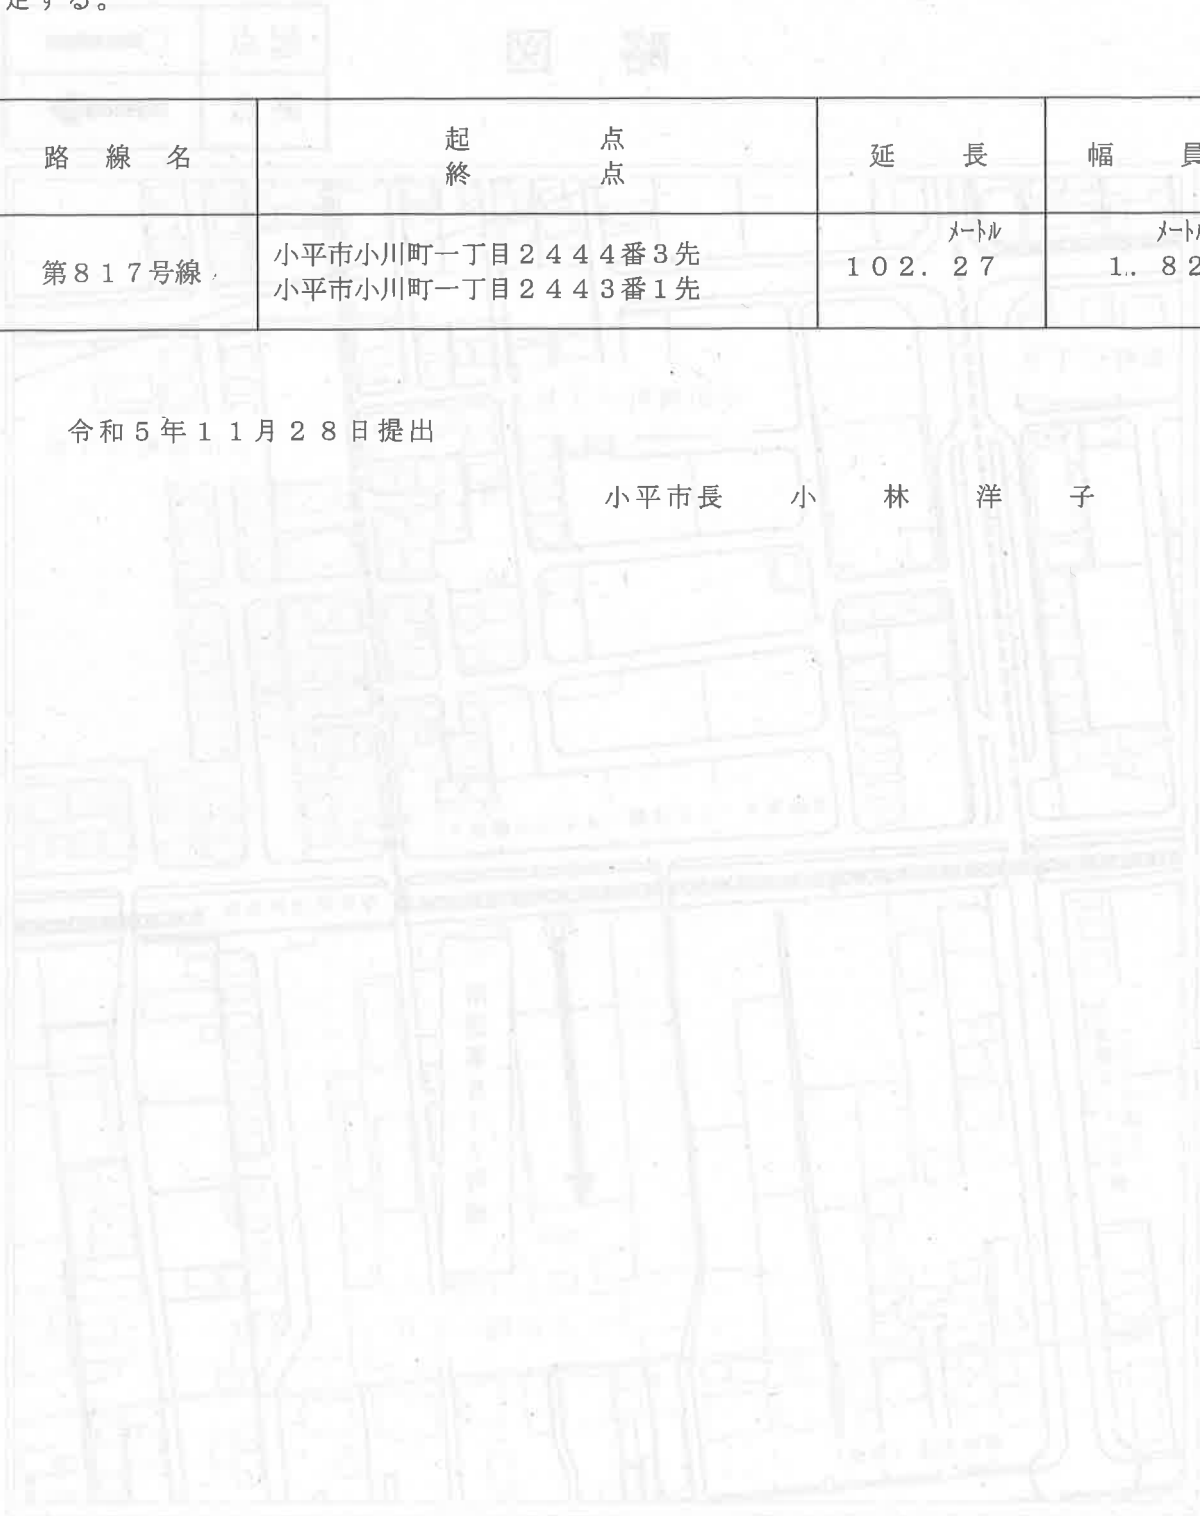 定する。
路線名
起点
終点
延長
幅員
第817号線
小平市小川町一丁目2444番3先
小平市小川町一丁目2443番1先
メートル
102.27
メートル
1.82
令和5年11月28日提出
小平市長 小林洋子